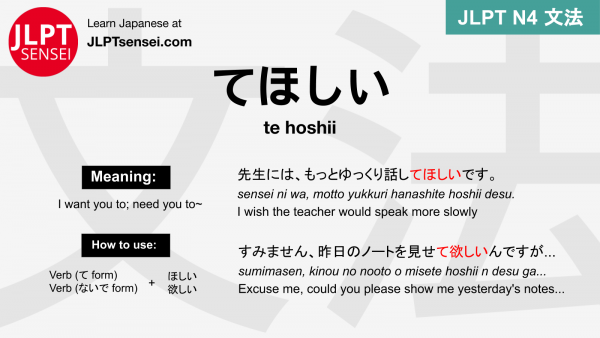 JLPT
SENSEI
Learn Japanese at
JLPTsensei.com
JLPT N4 文法
文法
てほしい
te hoshii
Meaning:
I want you to; need you to~
How to use:
Verb (て form)
Verb (ないで form)
+
ほしい
欲しい
先生には、もっとゆっくり話してほしいです。
sensei ni wa, motto yukkuri hanashite hoshii desu.
I wish the teacher would speak more slowly
すみません、昨日のノートを見せて欲しいんですが…
sumimasen, kinou no nooto o misete hoshii n desu ga...
Excuse me, could you please show me yesterday's notes...